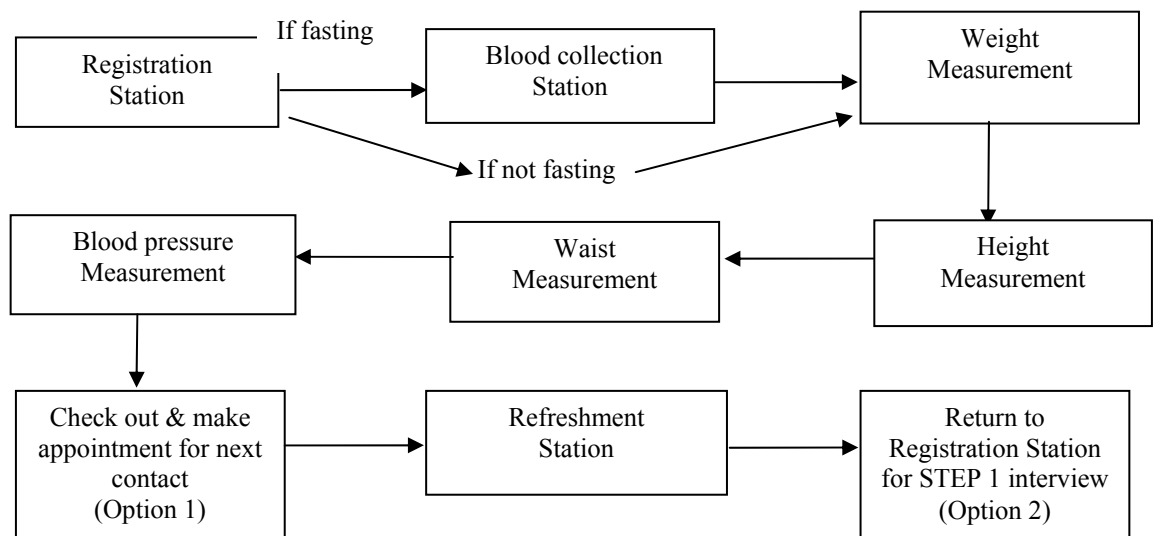 If fasting
Registration
Station
Blood collection
Station
Weight
Measurement
If not fasting
Blood pressure
Measurement
Waist
Measurement
Height
Measurement
Check out & make
appointment for next
contact
(Option 1)
Refreshment
Station
Return to
Registration Station
for STEP 1 interview
(Option 2)